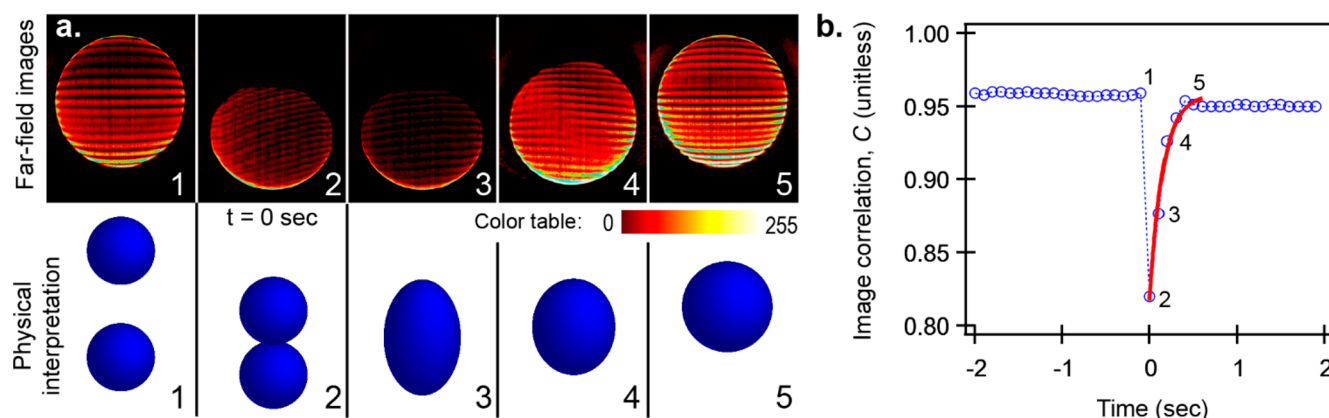 a.
Far-field images
1
2
3
4
5
t = 0 sec
Color table: 0 255
Physical
interpretation
1
2
3
4
5
b.
Image correlation, C (unitless)
1.00
0.95
0.90
0.85
0.80
1
5
4
3
2
-2 -1 0 1 2
Time (sec)